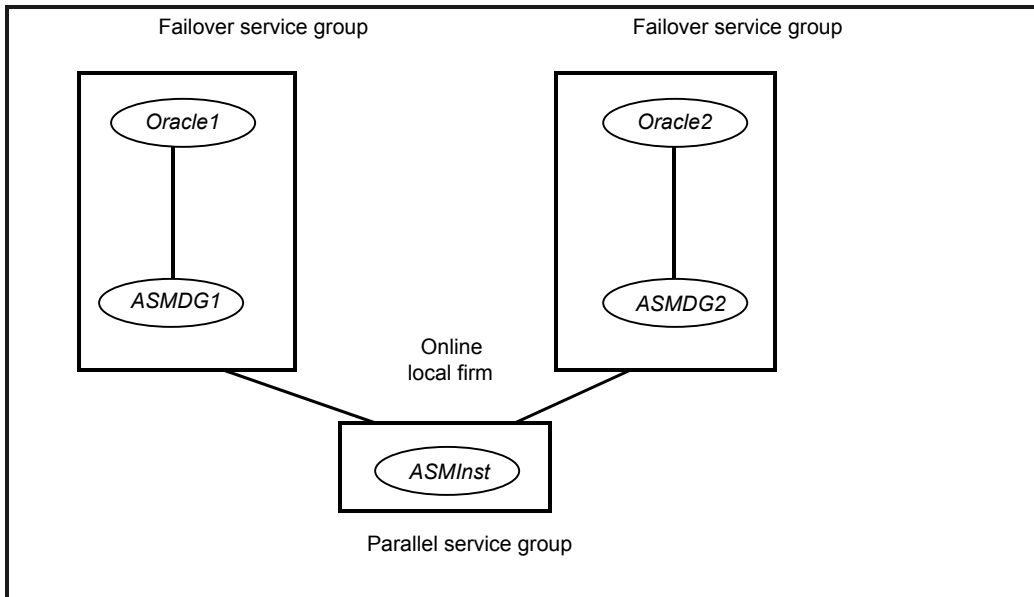 Failover service group
Failover service group
Oracle1
Oracle2
ASMDG1
ASMDG2
Online
local firm
ASMInst
Parallel service group